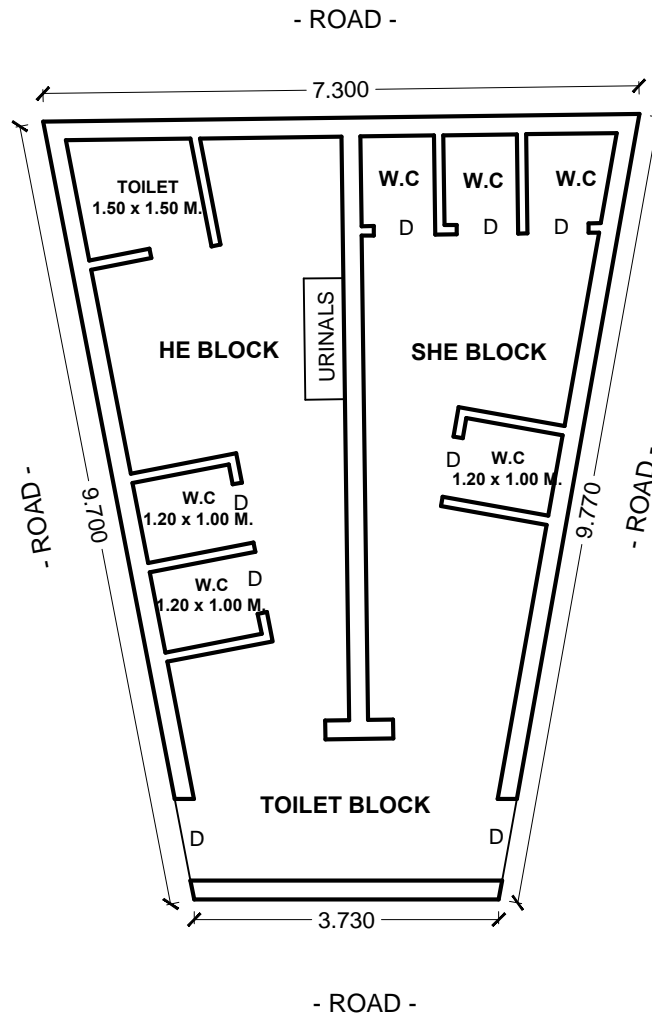 - ROAD -
7.300
TOILET
1.50 x 1.50 M.
W.C
W.C
W.C
D
D
D
URINALS
HE BLOCK
SHE BLOCK
- ROAD -
9.700
W.C
1.20 x 1.00 M.
D
W.C
1.20 x 1.00 M.
D
D
W.C
1.20 x 1.00 M.
9.770
- ROAD -
TOILET BLOCK
D
D
3.730
- ROAD -